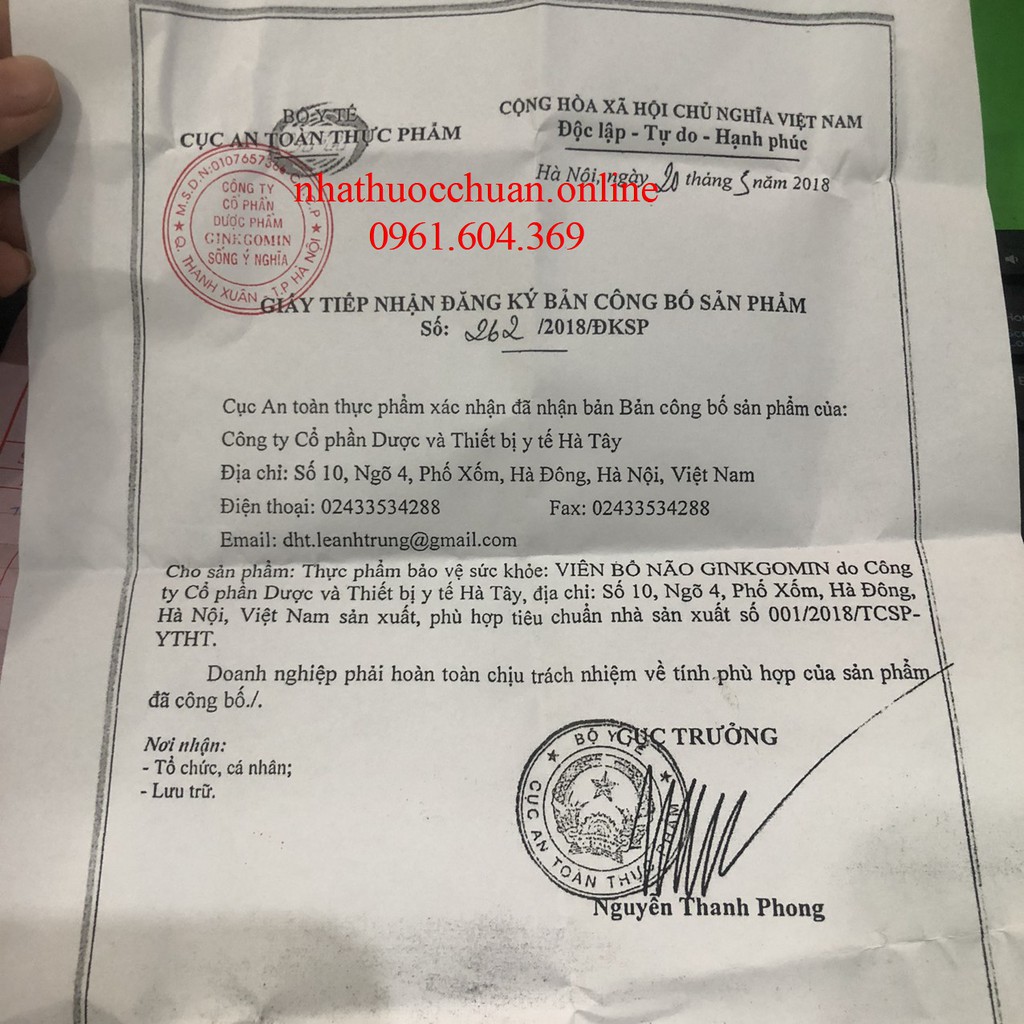 BỘ Y TẾ
CỤC AN TOÀN THỰC PHẨM
CỘNG HÒA XÃ HỘI CHỦ NGHĨA VIỆT NAM
Độc lập - Tự do - Hạnh phúc
Hà Nội, ngày 20 tháng 5 năm 2018
M.S.D.N:0107657
CÔNG TY
CỔ PHẦN
DƯỢC PHẨM
GINKGOMIN
SỐNG Ý NGHĨA
Q. THANH XUÂN - T.P HÀ NỘI
nhathuocchuan.online
0961.604.369
GIẤY TIẾP NHẬN ĐĂNG KÝ BẢN CÔNG BỐ SẢN PHẨM
Số: 262 /2018/ĐKSP
Cục An toàn thực phẩm xác nhận đã nhận bản Bản công bố sản phẩm của:
Công ty Cổ phần Dược và Thiết bị y tế Hà Tây
Địa chỉ: Số 10, Ngõ 4, Phố Xốm, Hà Đông, Hà Nội, Việt Nam
Điện thoại: 02433534288 Fax: 02433534288
Email: dht.leanhtrung@gmail.com
Cho sản phẩm: Thực phẩm bảo vệ sức khỏe: VIÊN BỔ NÃO GINKGOMIN do Công
ty Cổ phần Dược và Thiết bị y tế Hà Tây, địa chỉ: Số 10, Ngõ 4, Phố Xốm, Hà Đông,
Hà Nội, Việt Nam sản xuất, phù hợp tiêu chuẩn nhà sản xuất số 001/2018/TCSP-
YTHT.
Doanh nghiệp phải hoàn toàn chịu trách nhiệm về tính phù hợp của sản phẩm
đã công bố./.
Nơi nhận:
- Tổ chức, cá nhân;
- Lưu trữ.
CỤC TRƯỞNG
BỘ Y TẾ
CỤC AN TOÀN THỰC PHẨM
Nguyễn Thanh Phong